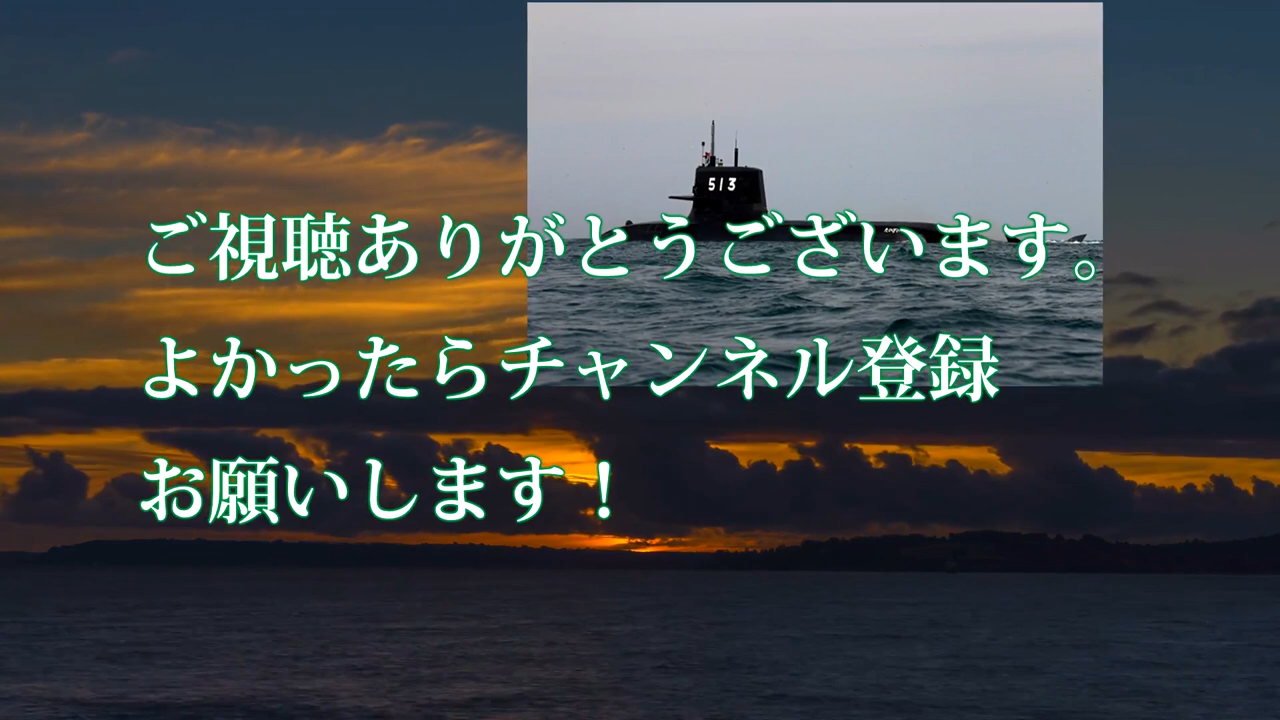 513
ご視聴ありがとうございます。
よかったらチャンネル登録
お願いします！